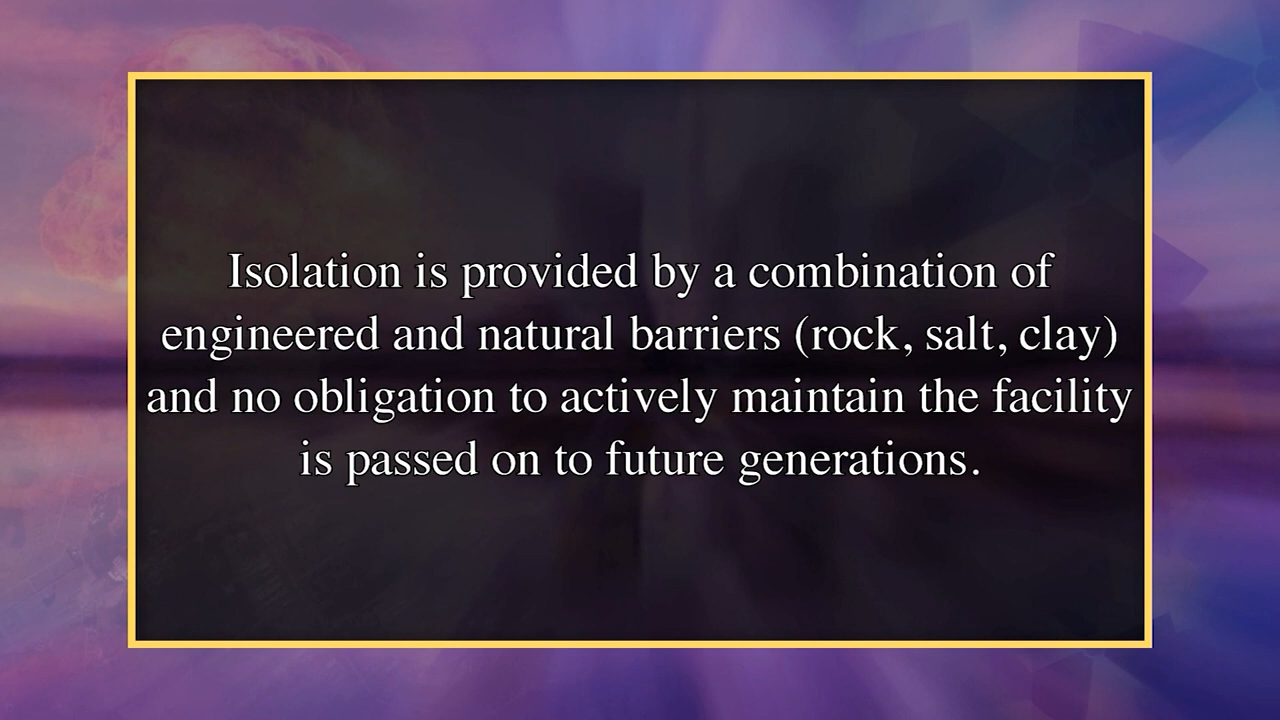 Isolation is provided by a combination of
engineered and natural barriers (rock, salt, clay)
and no obligation to actively maintain the facility
is passed on to future generations.